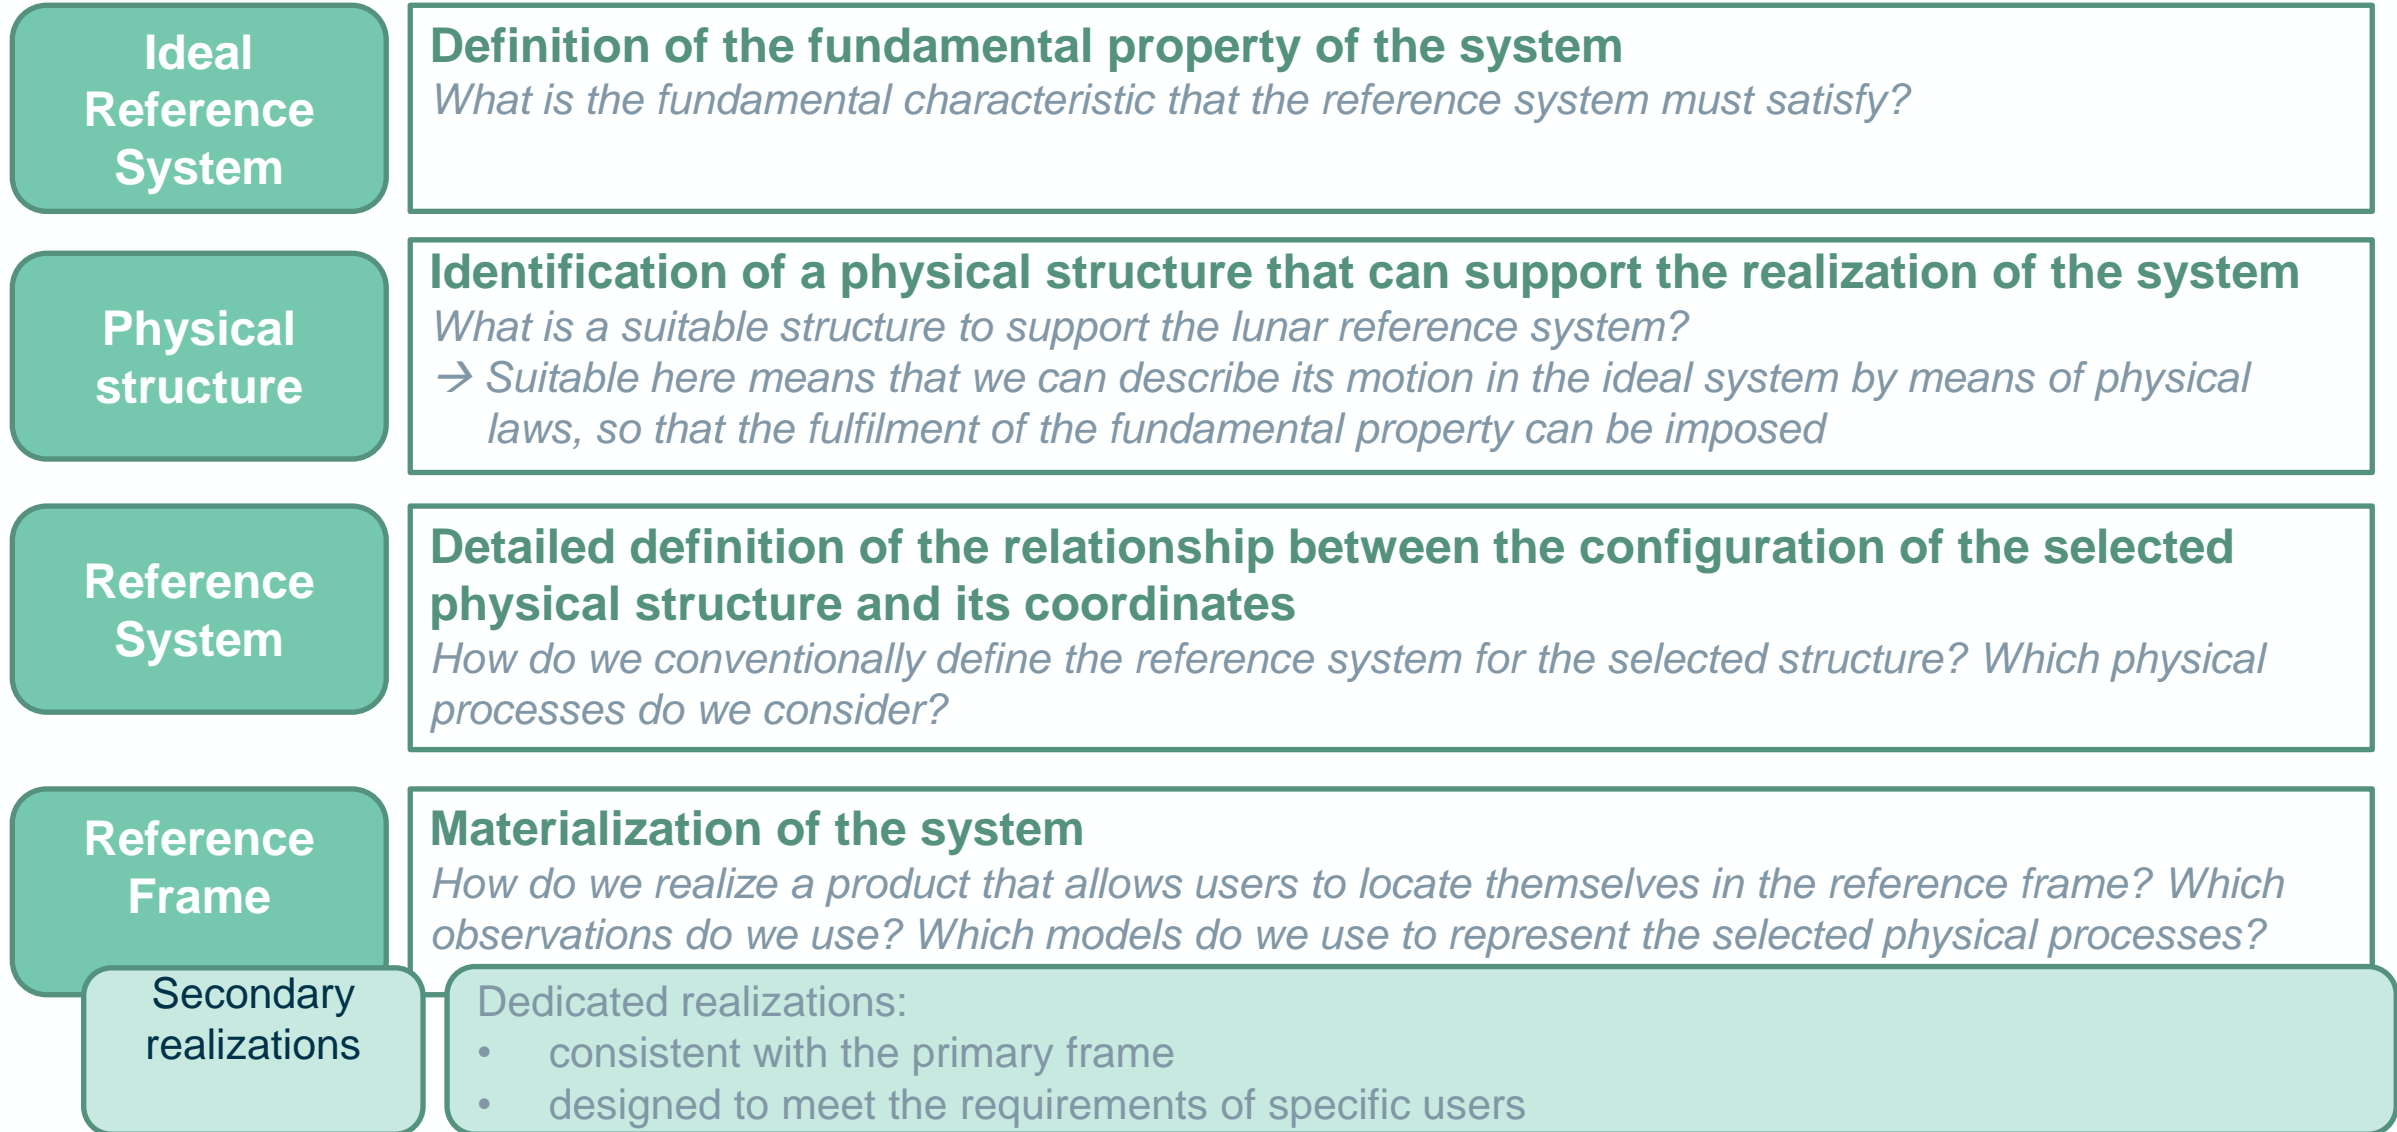 Ideal
Reference
System
Definition of the fundamental property of the system
What is the fundamental characteristic that the reference system must satisfy?
Physical
structure
Identification of a physical structure that can support the realization of the system
What is a suitable structure to support the lunar reference system?
→ Suitable here means that we can describe its motion in the ideal system by means of physical
laws, so that the fulfilment of the fundamental property can be imposed
Reference
System
Detailed definition of the relationship between the configuration of the selected
physical structure and its coordinates
How do we conventionally define the reference system for the selected structure? Which physical
processes do we consider?
Reference
Frame
Materialization of the system
How do we realize a product that allows users to locate themselves in the reference frame? Which
observations do we use? Which models do we use to represent the selected physical processes?
Secondary
realizations
Dedicated realizations:
• consistent with the primary frame
• designed to meet the requirements of specific users